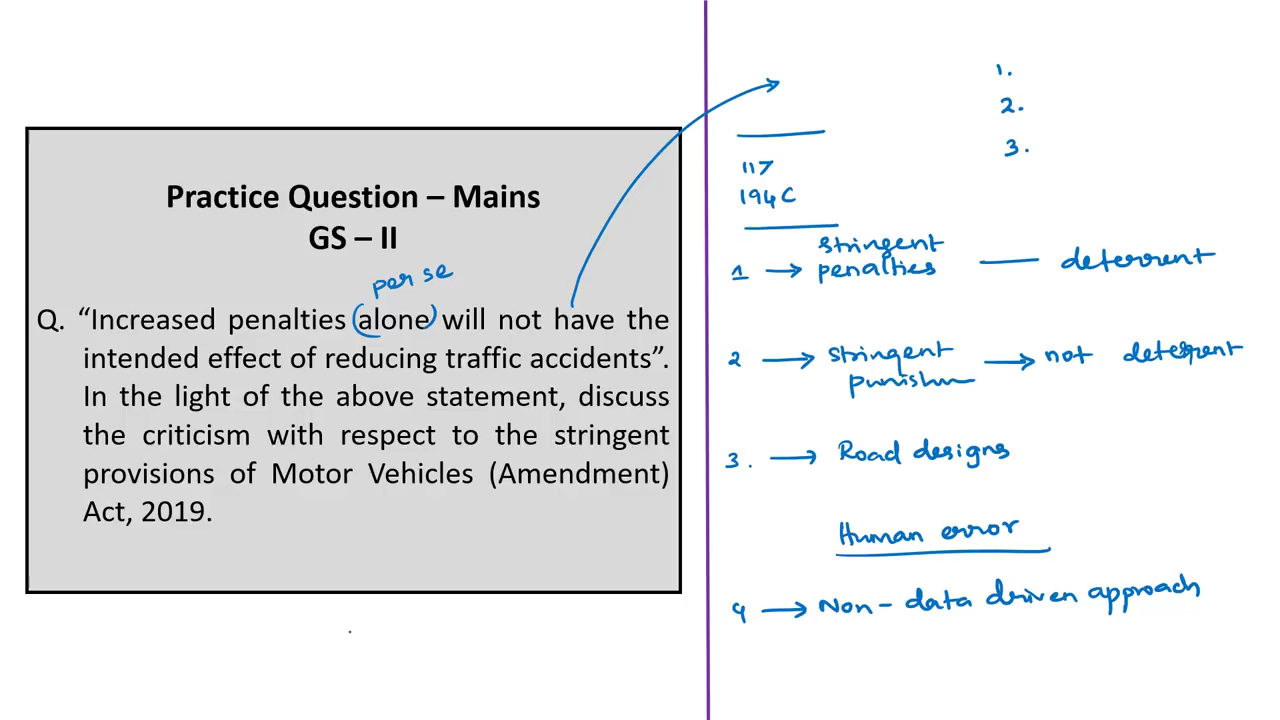 Practice Question – Mains
GS – II
per se
Q. “Increased penalties alone will not have the
intended effect of reducing traffic accidents”.
In the light of the above statement, discuss
the criticism with respect to the stringent
provisions of Motor Vehicles (Amendment)
Act, 2019.
1.
2.
3.
117
194C
1 → stringent
penalties — deterrent
2 → stringent → not deterrent
3. → Road designs
Human error
4 → Non-data driven approach